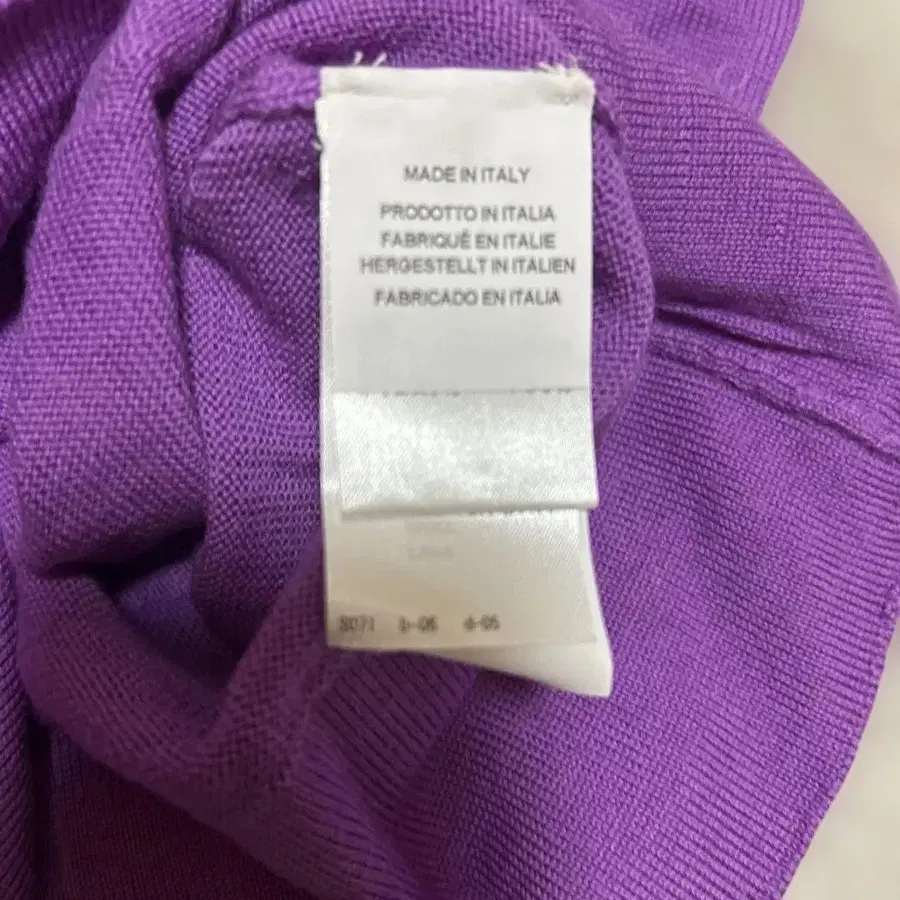 MADE IN ITALY
PRODOTTO IN ITALIA
FABRIQUÉ EN ITALIE
HERGESTELLT IN ITALIEN
FABRICADO EN ITALIA